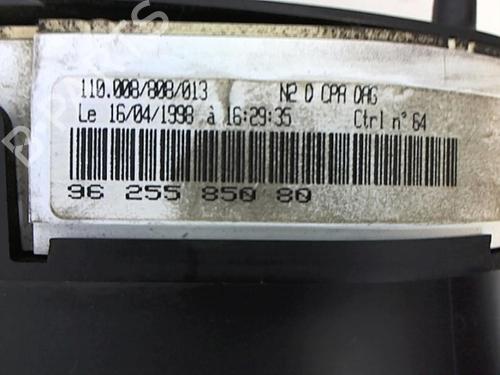 110.008/808/013 N2 D CPA OAG
Le 16/04/1998 à 16:29:35 Ctrl n° 64
96 255 850 80